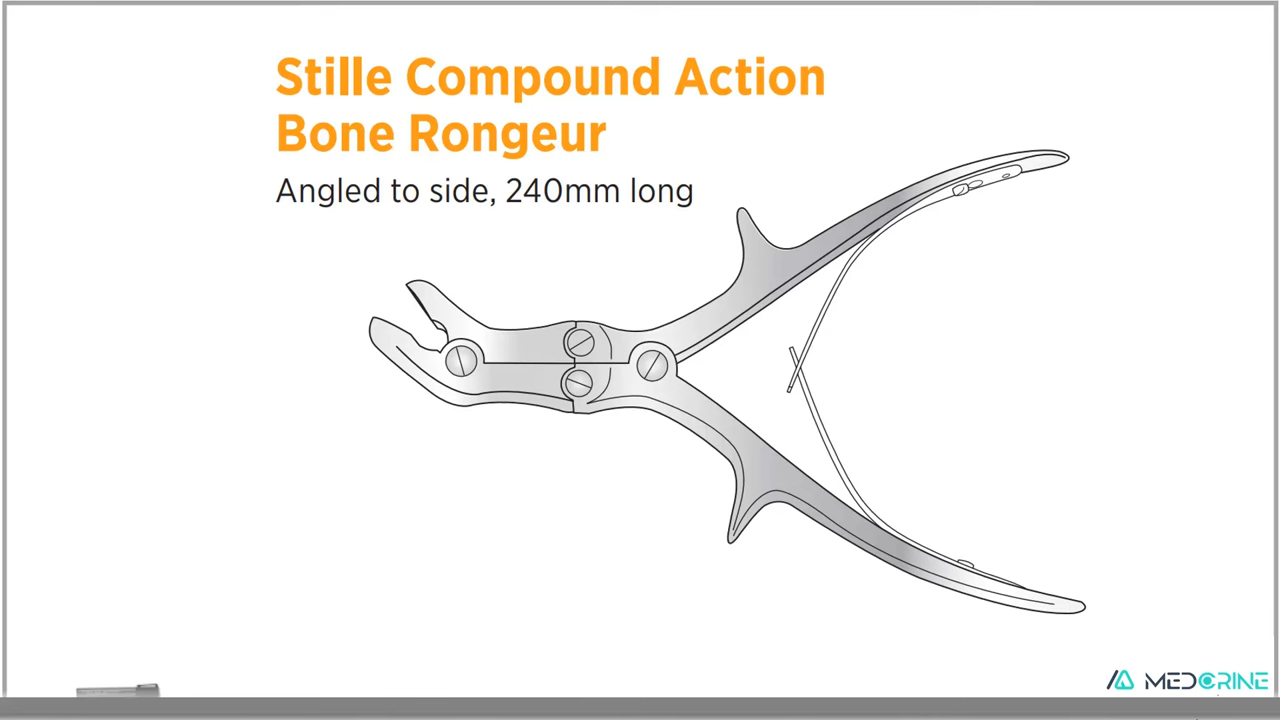 Stille Compound Action
Bone Rongeur
Angled to side, 240mm long
MEDCRINE